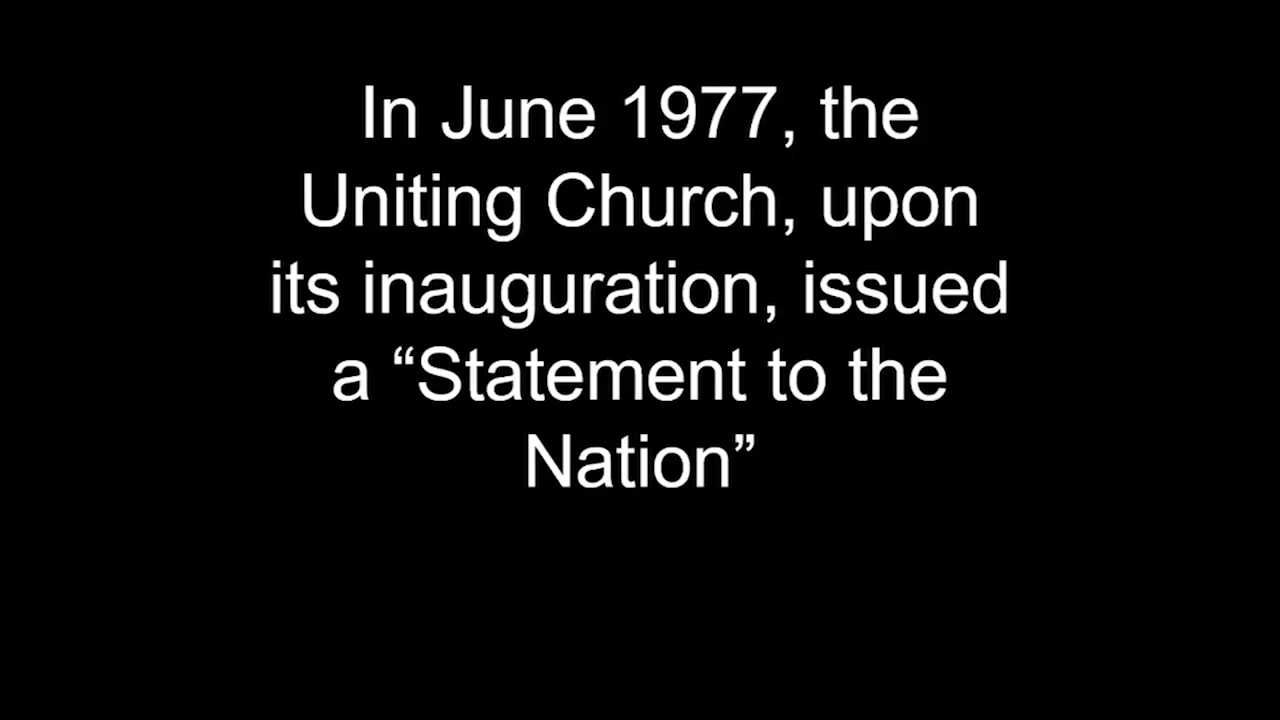 In June 1977, the
Uniting Church, upon
its inauguration, issued
a “Statement to the
Nation”